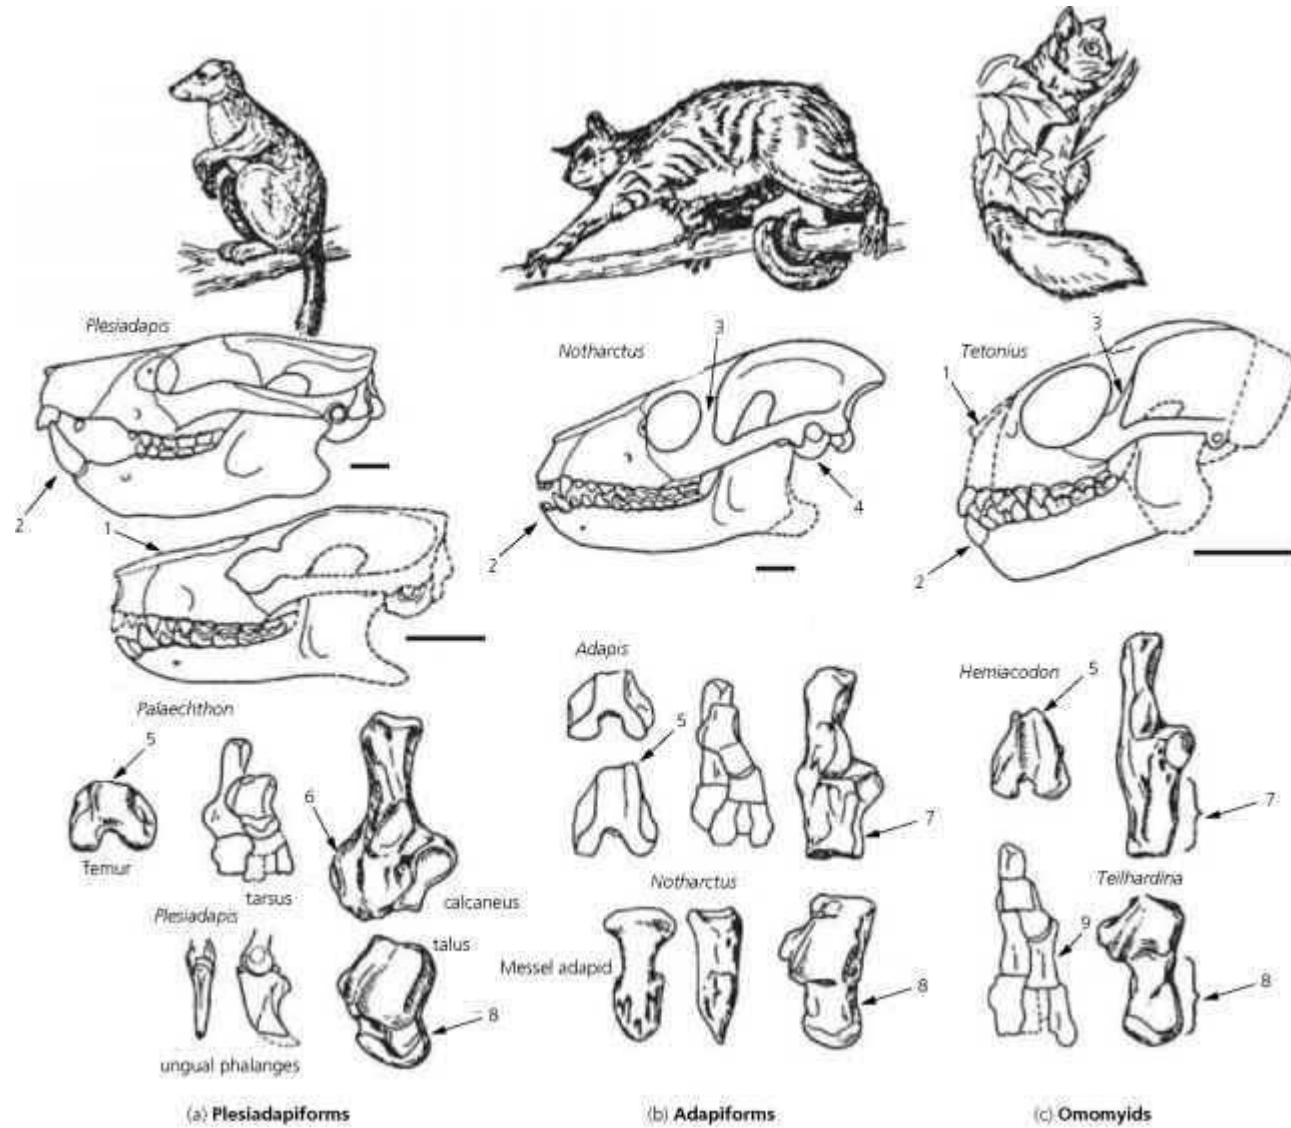 Plesiadapis
Notharctus
Tetonius
3
3
1
2
4
1
2
2
Palaechthon
Adapis
Hemiacodon
5
5
5
6
7
7
femur
tarsus
calcaneus
Plesiadapis
talus
Notharctus
Teilhardina
Messel adapid
9
8
8
8
ungual phalanges
(a) Plesiadapiforms
(b) Adapiforms
(c) Omomyids